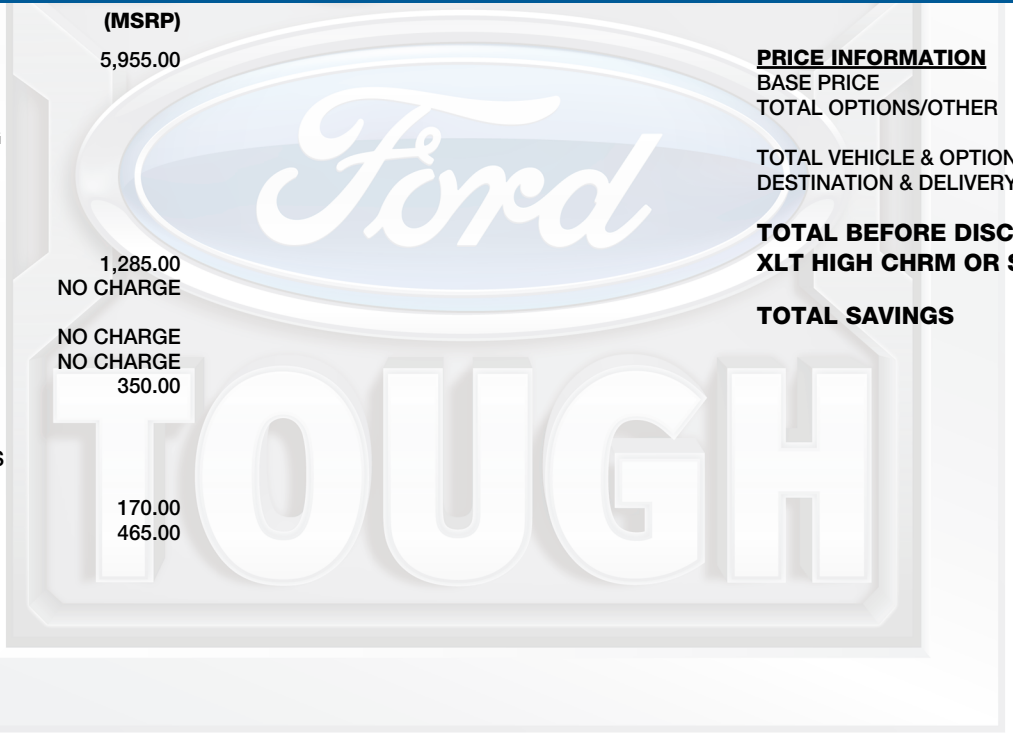 (MSRP)
5,955.00
1,285.00
NO CHARGE
NO CHARGE
NO CHARGE
350.00
S
170.00
465.00
PRICE INFORMATION
BASE PRICE
TOTAL OPTIONS/OTHER
TOTAL VEHICLE & OPTION
DESTINATION & DELIVERY
TOTAL BEFORE DISC
XLT HIGH CHRM OR S
TOTAL SAVINGS
Ford
TOUGH